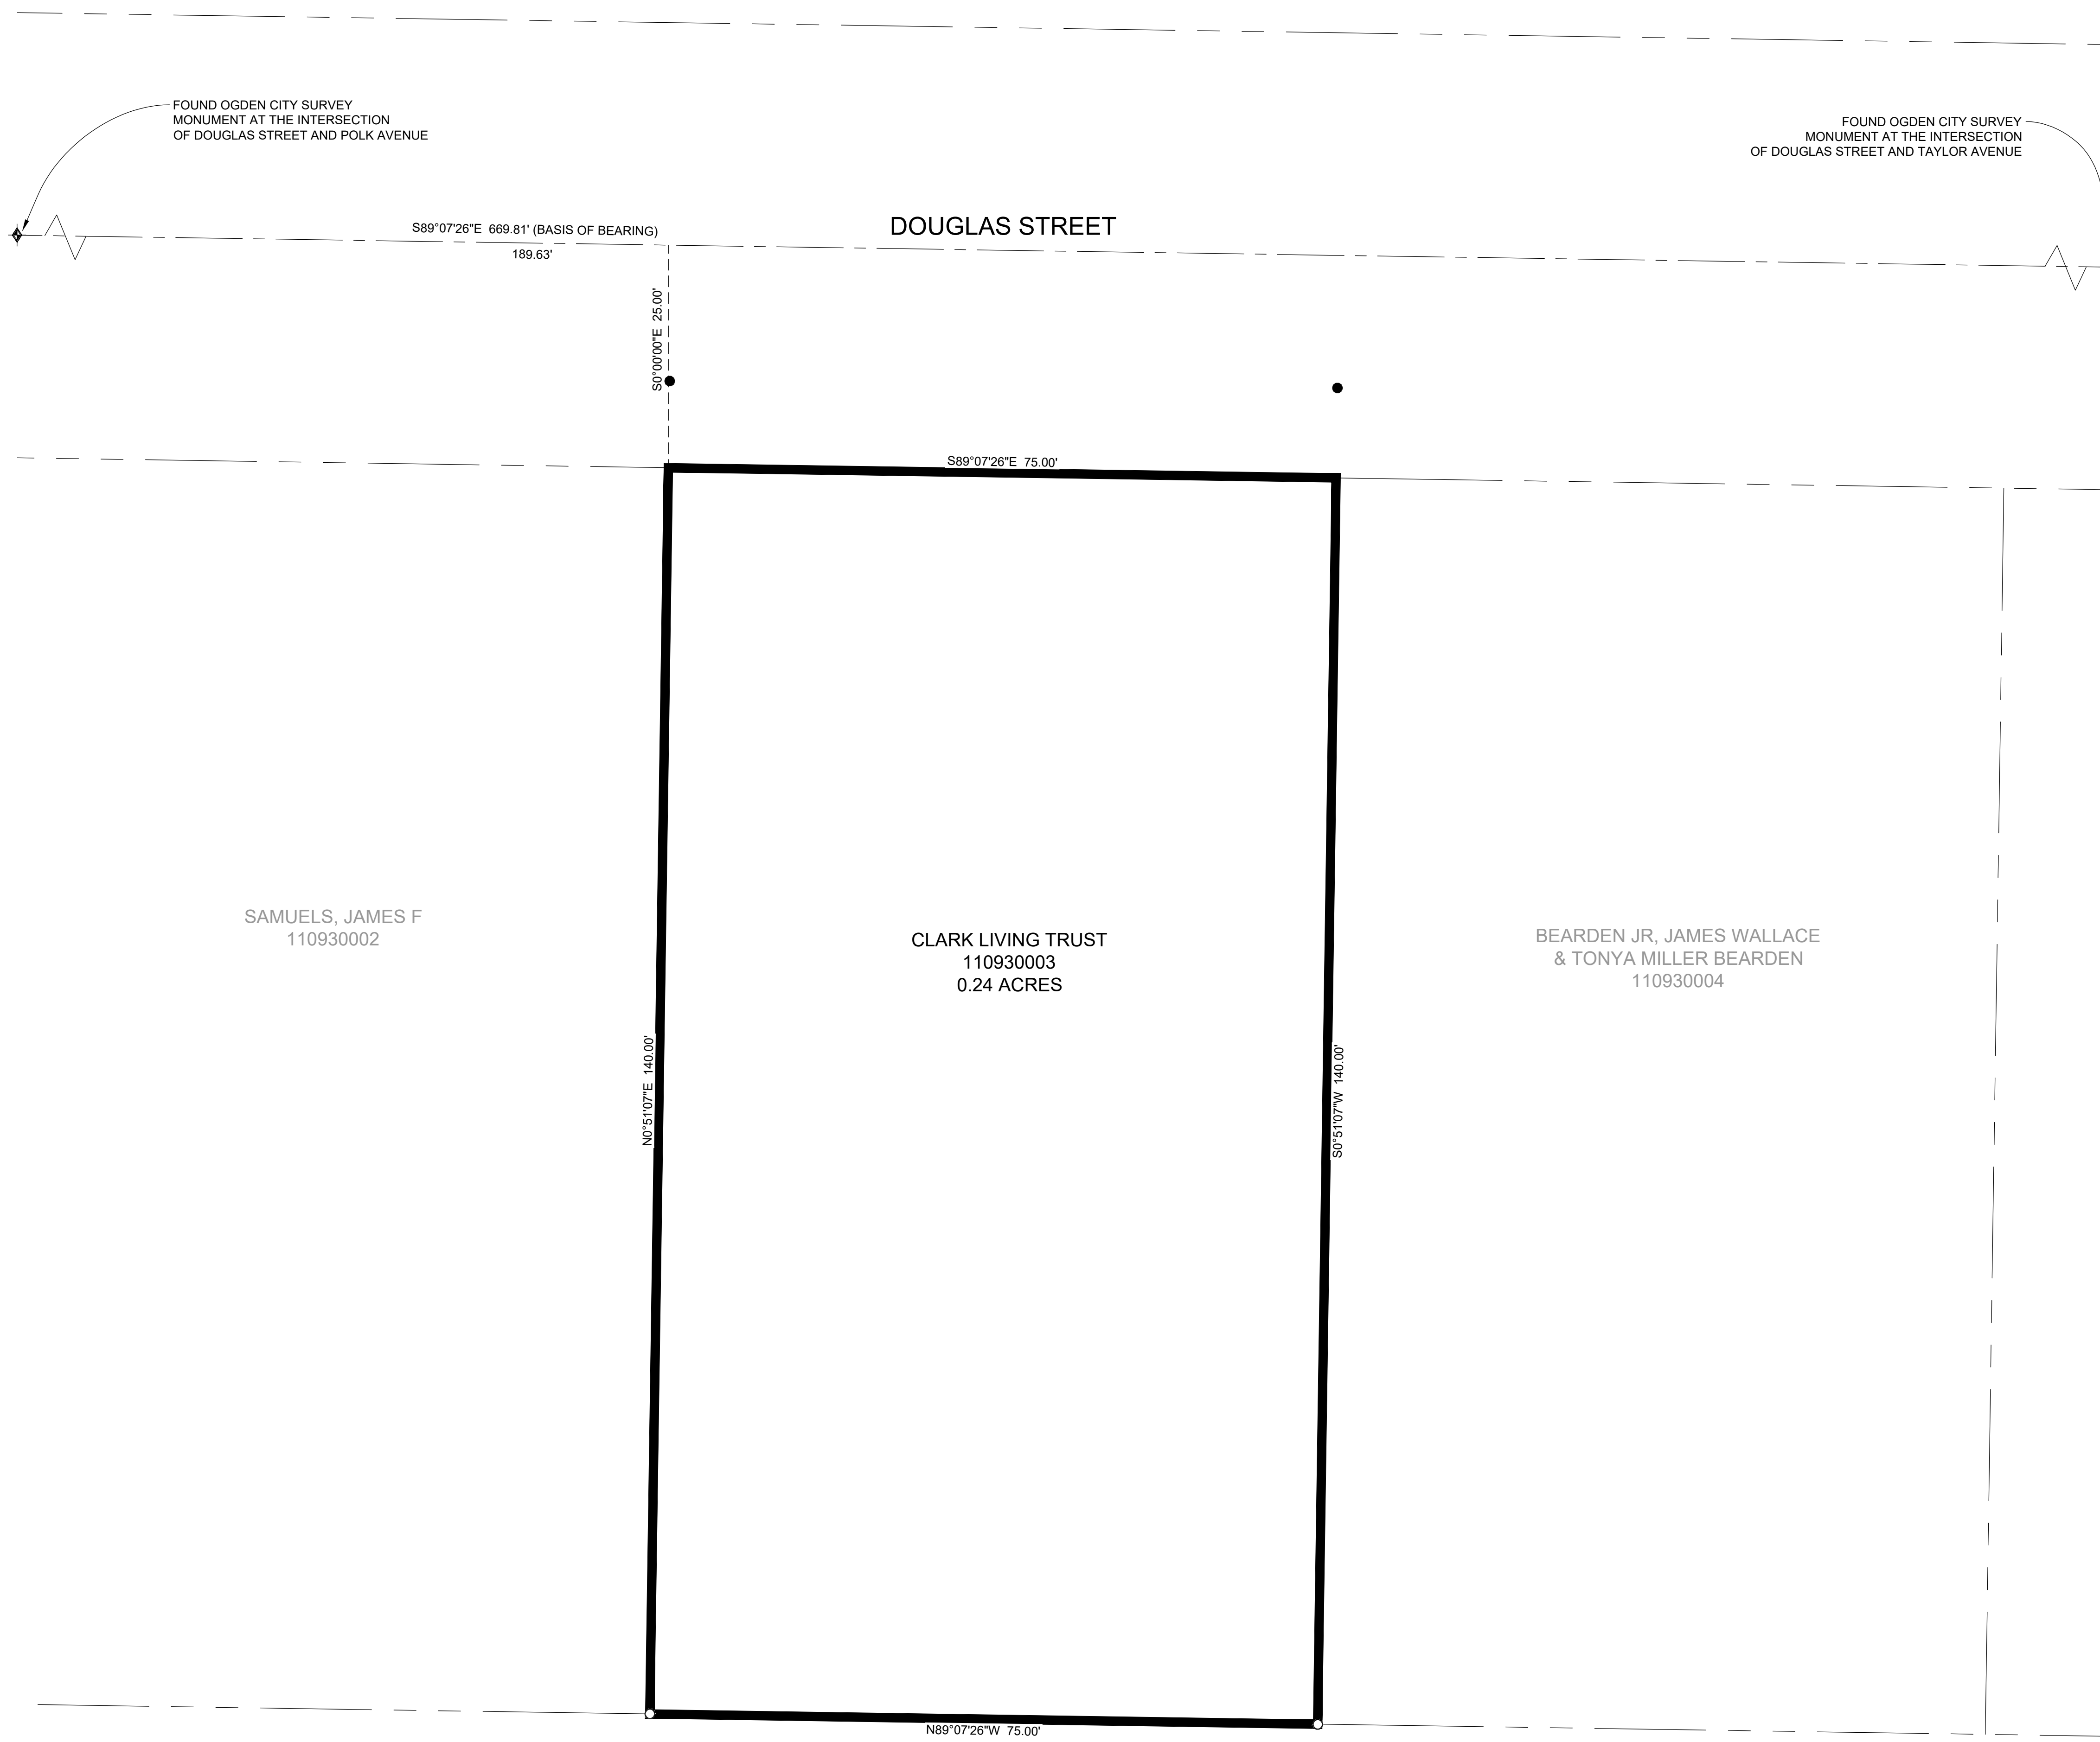 FOUND OGDEN CITY SURVEY
MONUMENT AT THE INTERSECTION
OF DOUGLAS STREET AND POLK AVENUE
FOUND OGDEN CITY SURVEY
MONUMENT AT THE INTERSECTION
OF DOUGLAS STREET AND TAYLOR AVENUE
S89°07'26"E 669.81' (BASIS OF BEARING)
189.63'
DOUGLAS STREET
S0°00'00"E 25.00'
S89°07'26"E 75.00'
SAMUELS, JAMES F
110930002
CLARK LIVING TRUST
110930003
0.24 ACRES
BEARDEN JR, JAMES WALLACE
& TONYA MILLER BEARDEN
110930004
N0°51'07"E 140.00'
S0°51'07"W 140.00'
N89°07'26"W 75.00'